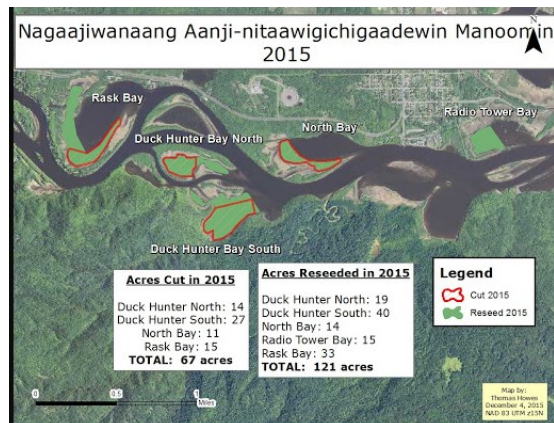 Nagaajiwanaang Aanji-nitaawigichigaadewin Manoomin
2015
N
Rask Bay
Duck Hunter Bay North
North Bay
Radio Tower Bay
Duck Hunter Bay South
Acres Cut in 2015
Duck Hunter North: 14
Duck Hunter South: 27
North Bay: 11
Rask Bay: 15
TOTAL: 67 acres
Acres Reseeded in 2015
Duck Hunter North: 19
Duck Hunter South: 40
North Bay: 14
Radio Tower Bay: 15
Rask Bay: 33
TOTAL: 121 acres
Legend
Cut 2015
Reseed 2015
0 0.5 1
Miles
Map by:
Thomas Howes
December 4, 2015
NAD 83 UTM z15N